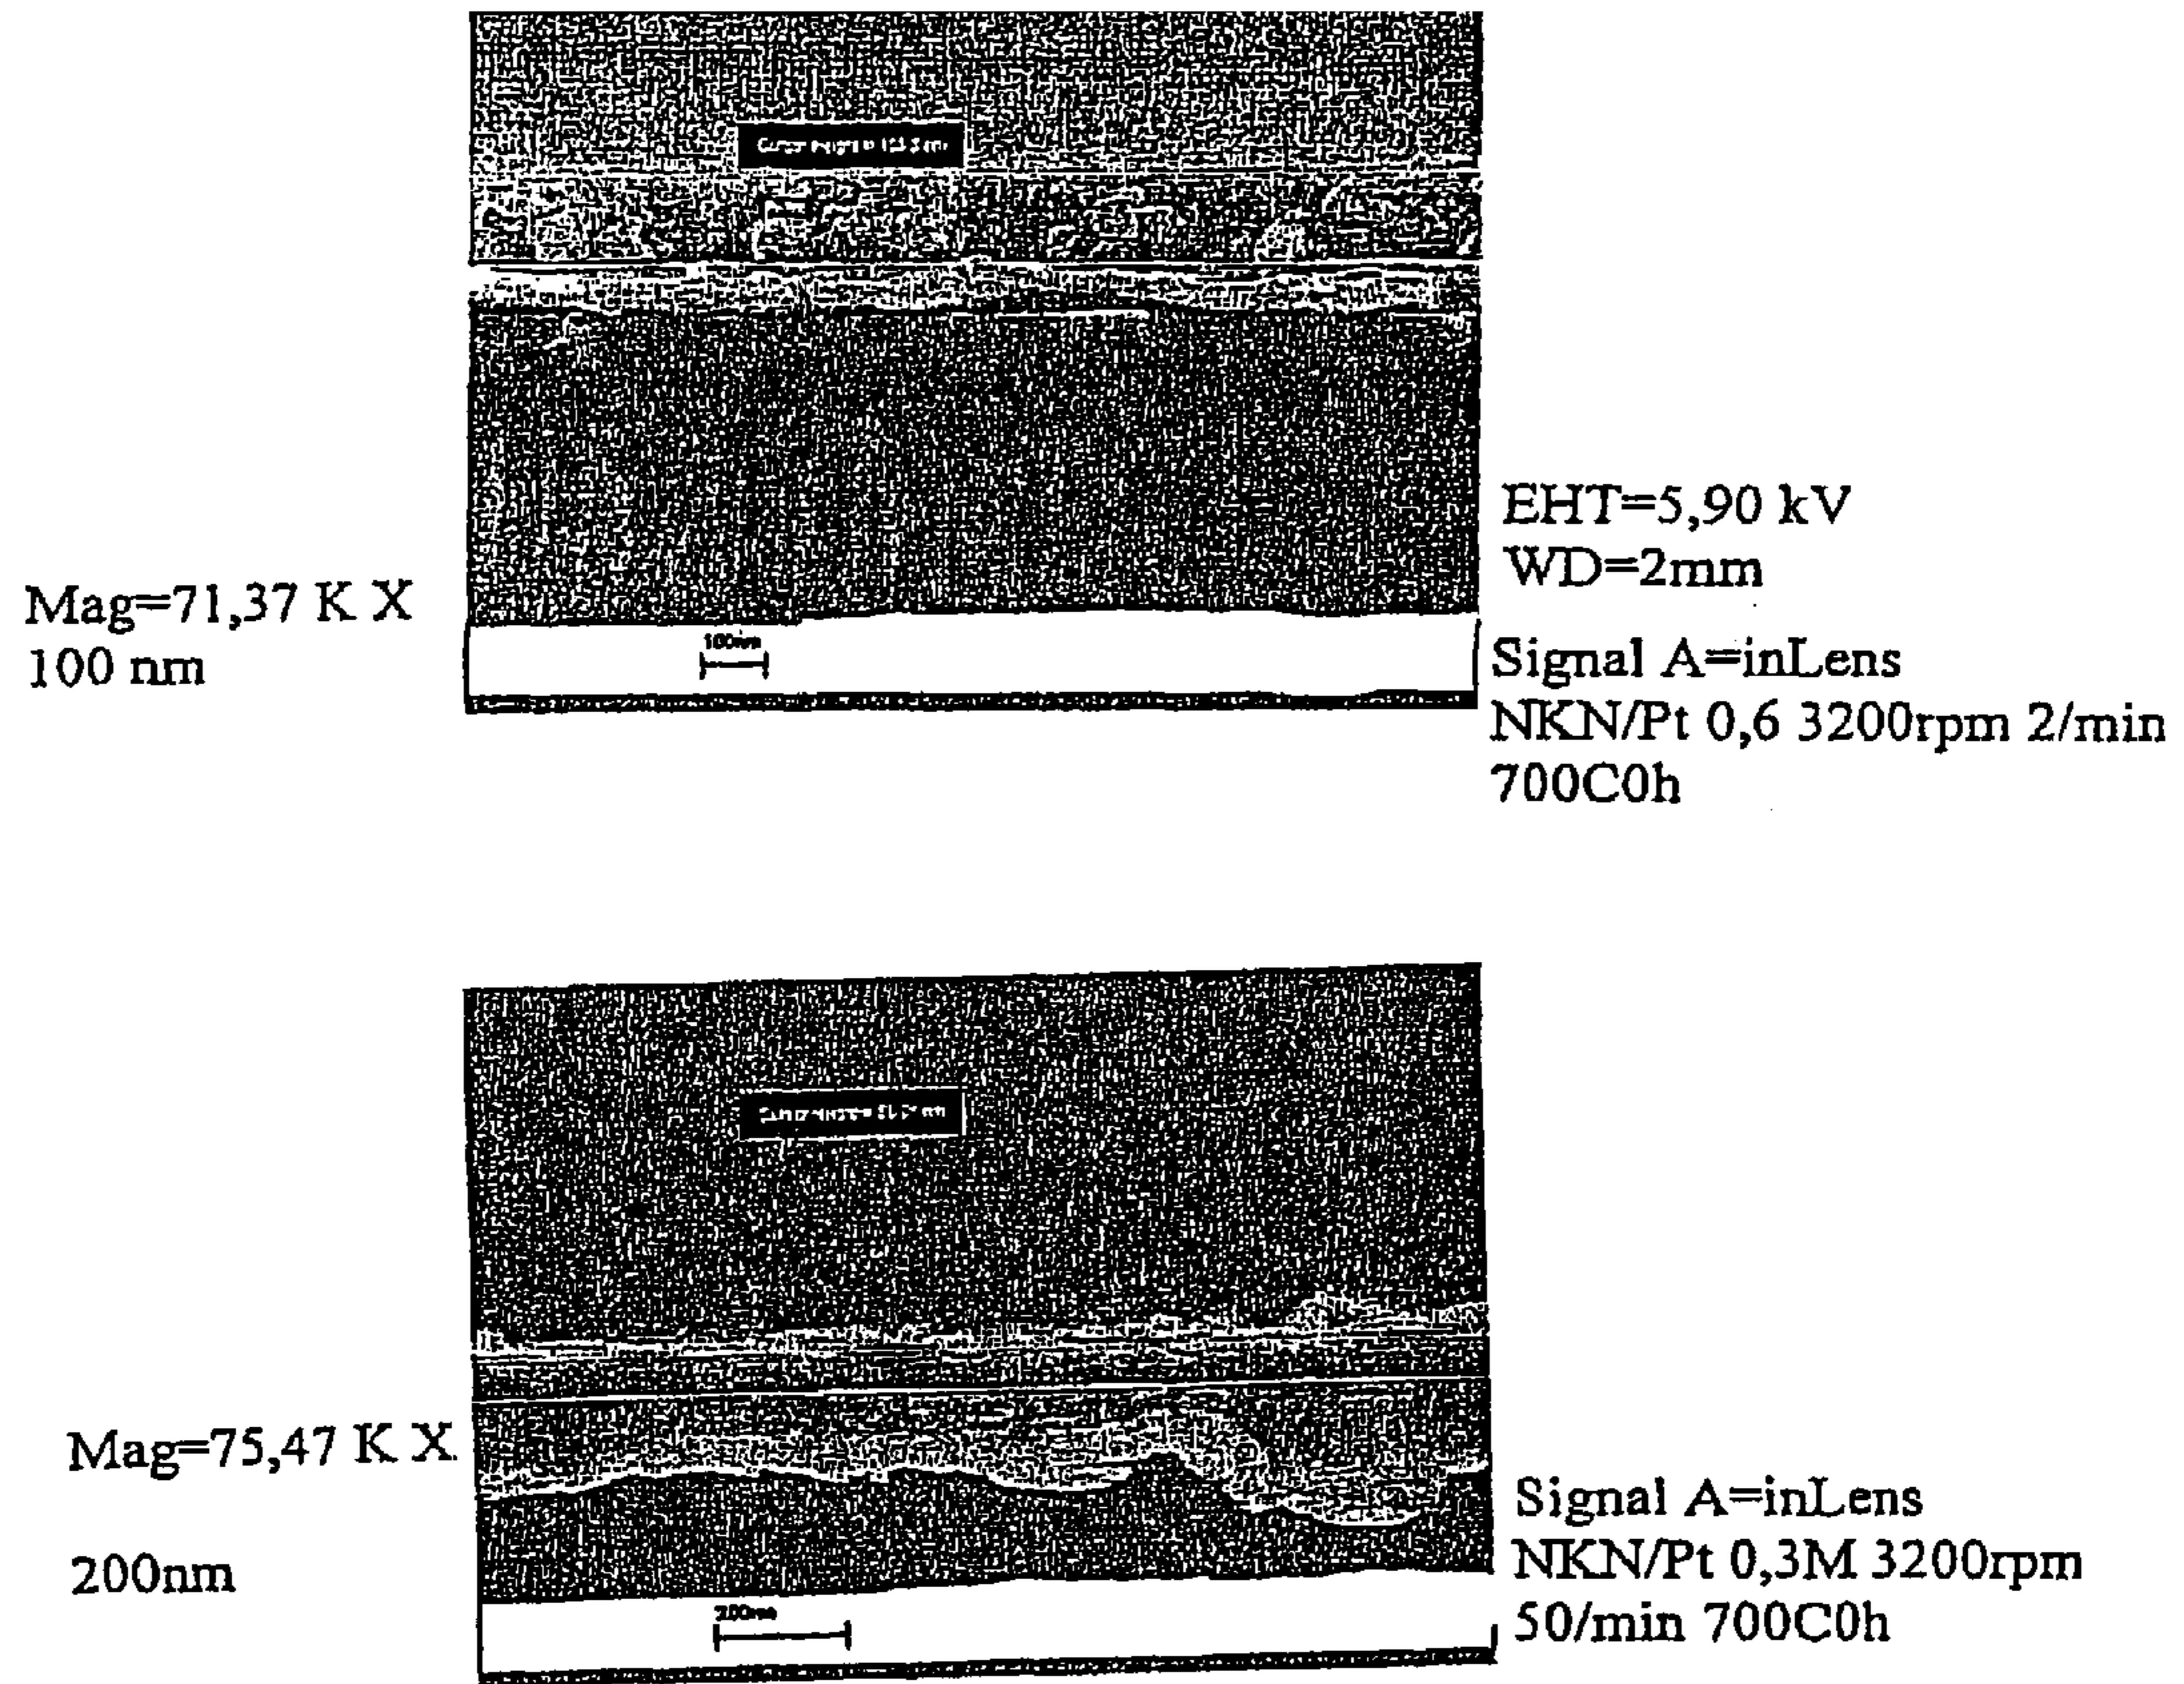 Mag=71,37 K X
100 nm
100nm
EHT=5,90 kV
WD=2mm
Signal A=inLens
NKN/Pt 0,6 3200rpm 2/min
700C0h
Mag=75,47 K X
200nm
200nm
Signal A=inLens
NKN/Pt 0,3M 3200rpm
50/min 700C0h